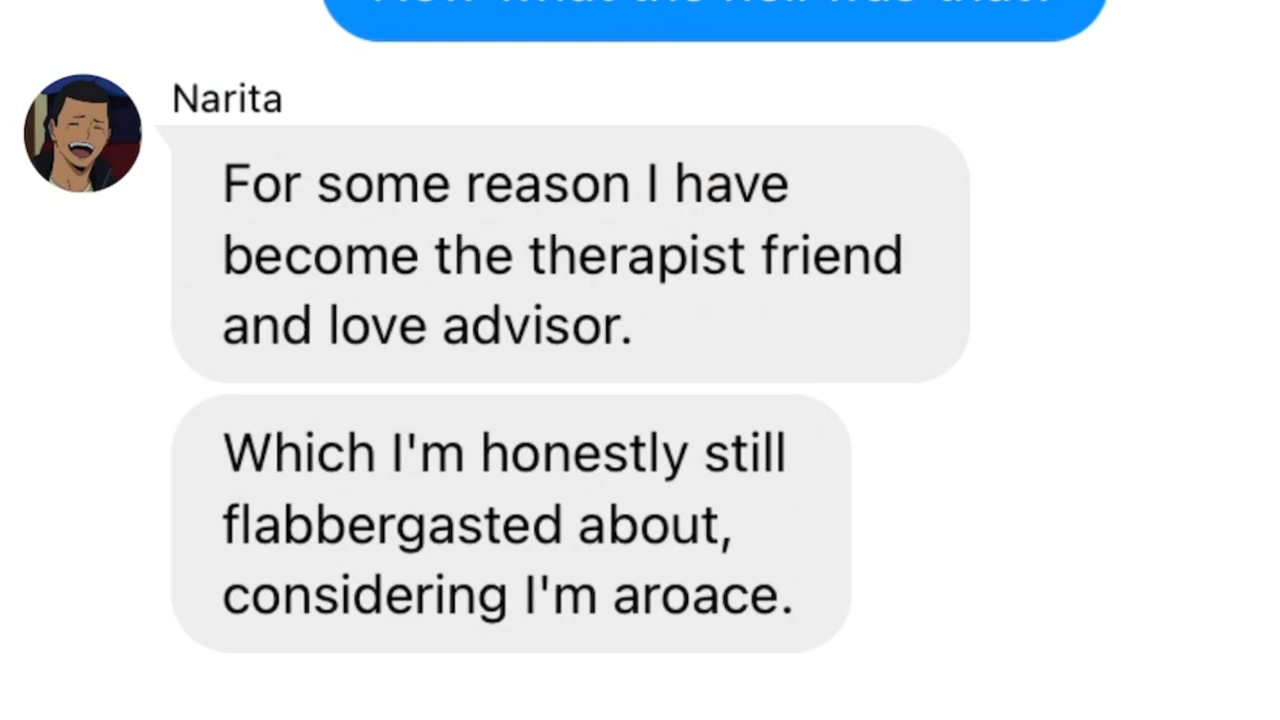 Narita
For some reason I have
become the therapist friend
and love advisor.
Which I'm honestly still
flabbergasted about,
considering I'm aroace.